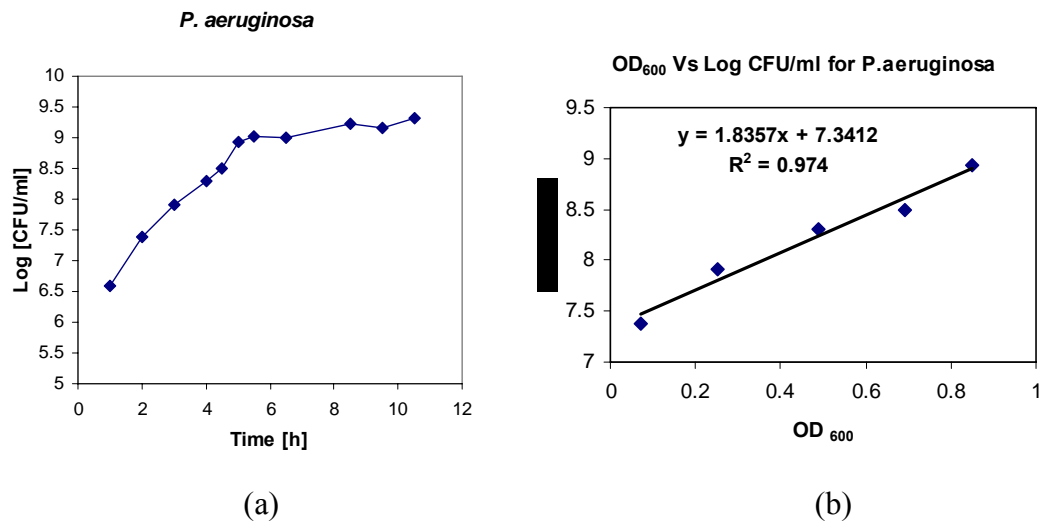 P. aeruginosa
10
9.5
9
8.5
8
7.5
7
6.5
6
5.5
5
Log [CFU/ml]
0 2 4 6 8 10 12
Time [h]
(a)
OD₆₀₀ Vs Log CFU/ml for P.aeruginosa
y = 1.8357x + 7.3412
R² = 0.974
9.5
9
8.5
8
7.5
7
0 0.2 0.4 0.6 0.8 1
OD ₆₀₀
(b)